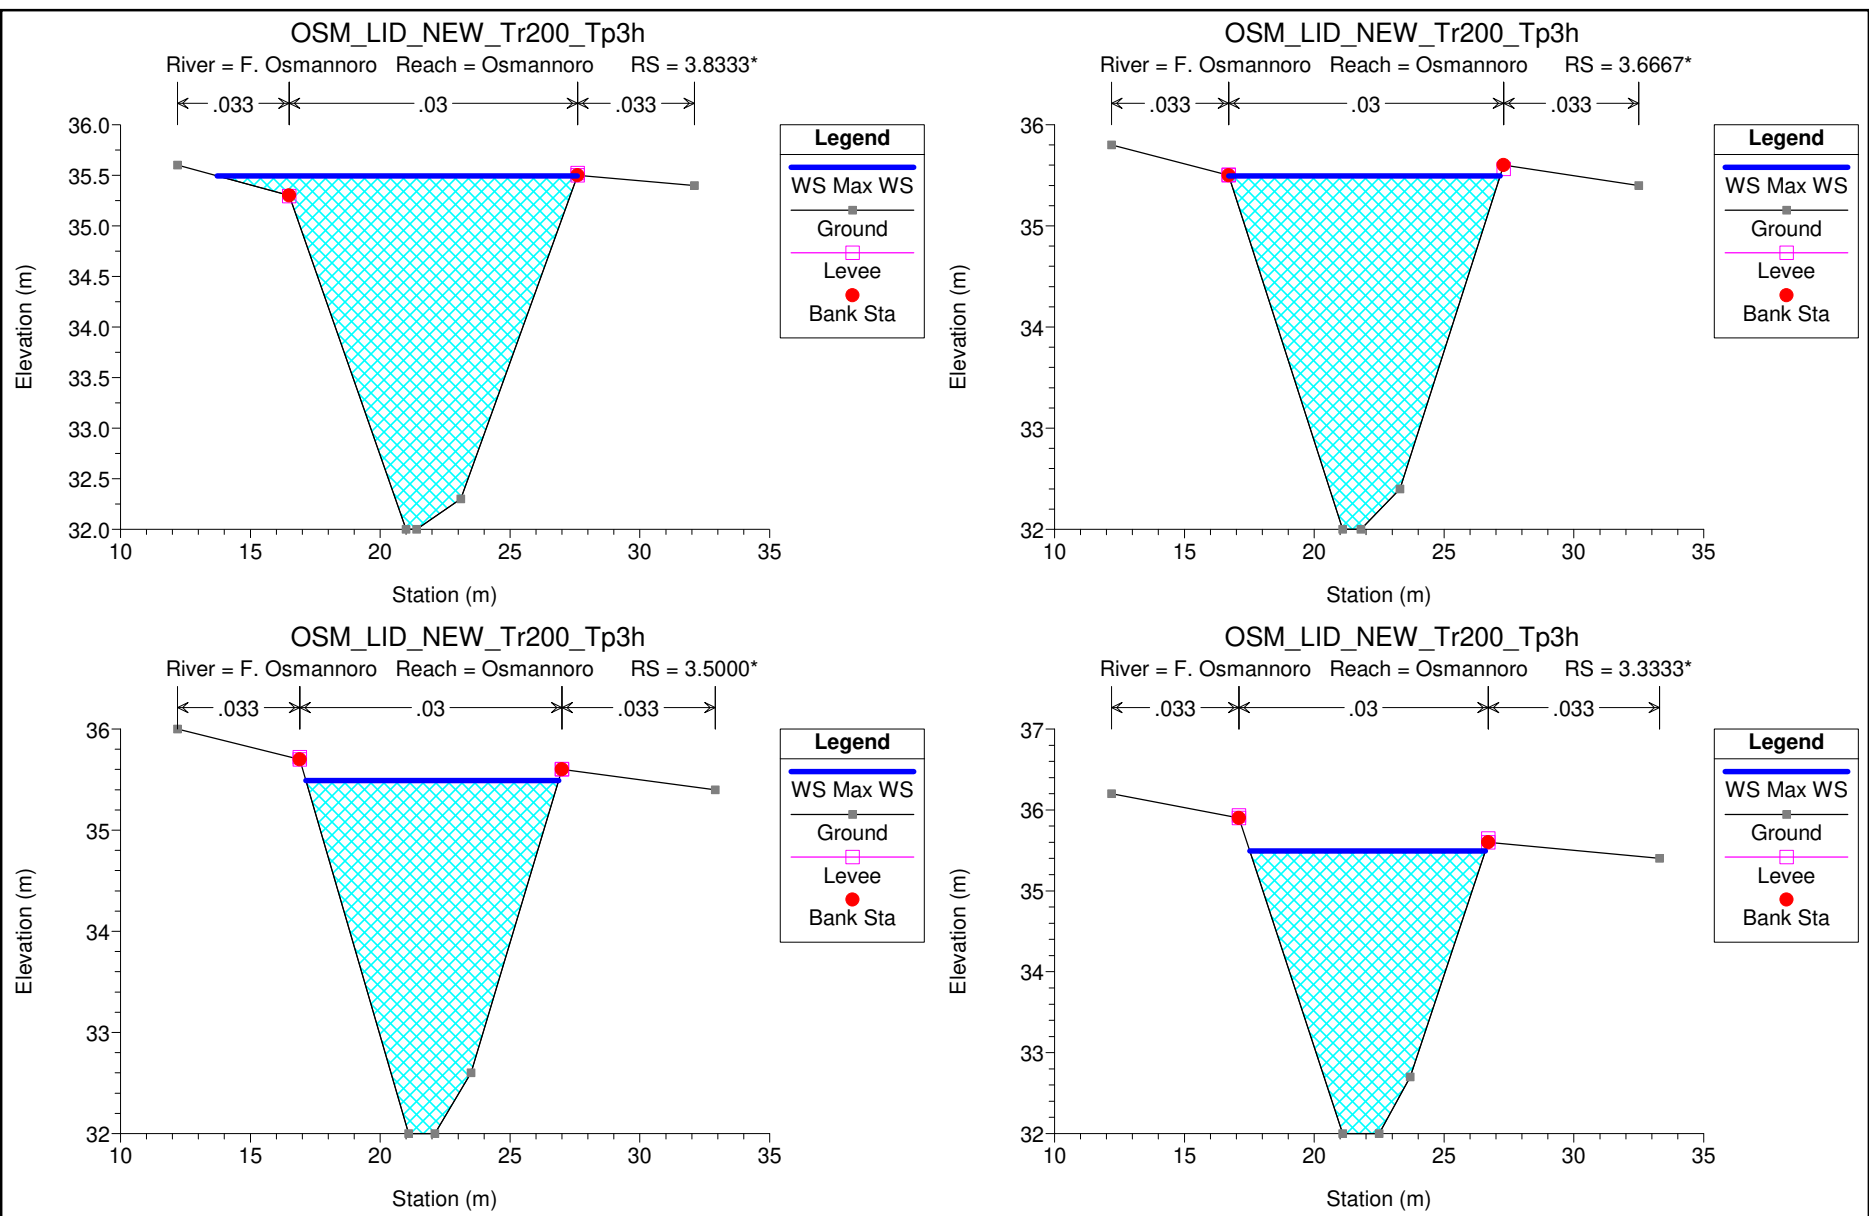 OSM_LID_NEW_Tr200_Tp3h
River = F. Osmannoro Reach = Osmannoro RS = 3.8333*
.033 .03 .033
36.0
35.5
35.0
34.5
34.0
33.5
33.0
32.5
32.0
Elevation (m)
10 15 20 25 30 35
Station (m)
Legend
WS Max WS
Ground
Levee
Bank Sta
OSM_LID_NEW_Tr200_Tp3h
River = F. Osmannoro Reach = Osmannoro RS = 3.6667*
.033 .03 .033
36
35
34
33
32
Elevation (m)
10 15 20 25 30 35
Station (m)
Legend
WS Max WS
Ground
Levee
Bank Sta
OSM_LID_NEW_Tr200_Tp3h
River = F. Osmannoro Reach = Osmannoro RS = 3.5000*
.033 .03 .033
36
35
34
33
32
Elevation (m)
10 15 20 25 30 35
Station (m)
Legend
WS Max WS
Ground
Levee
Bank Sta
OSM_LID_NEW_Tr200_Tp3h
River = F. Osmannoro Reach = Osmannoro RS = 3.3333*
.033 .03 .033
37
36
35
34
33
32
Elevation (m)
10 15 20 25 30 35
Station (m)
Legend
WS Max WS
Ground
Levee
Bank Sta